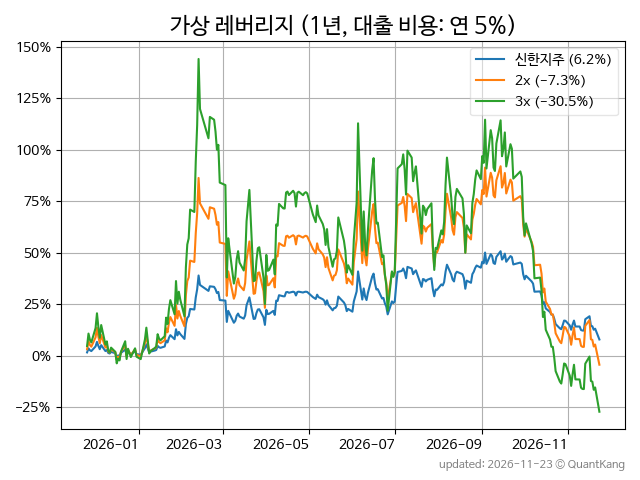 가상 레버리지 (1년, 대출 비용: 연 5%)
150%
125%
100%
75%
50%
25%
0%
−25%
신한지주 (6.2%)
2x (−7.3%)
3x (−30.5%)
2026-01
2026-03
2026-05
2026-07
2026-09
2026-11
updated: 2026-11-23 © QuantKang